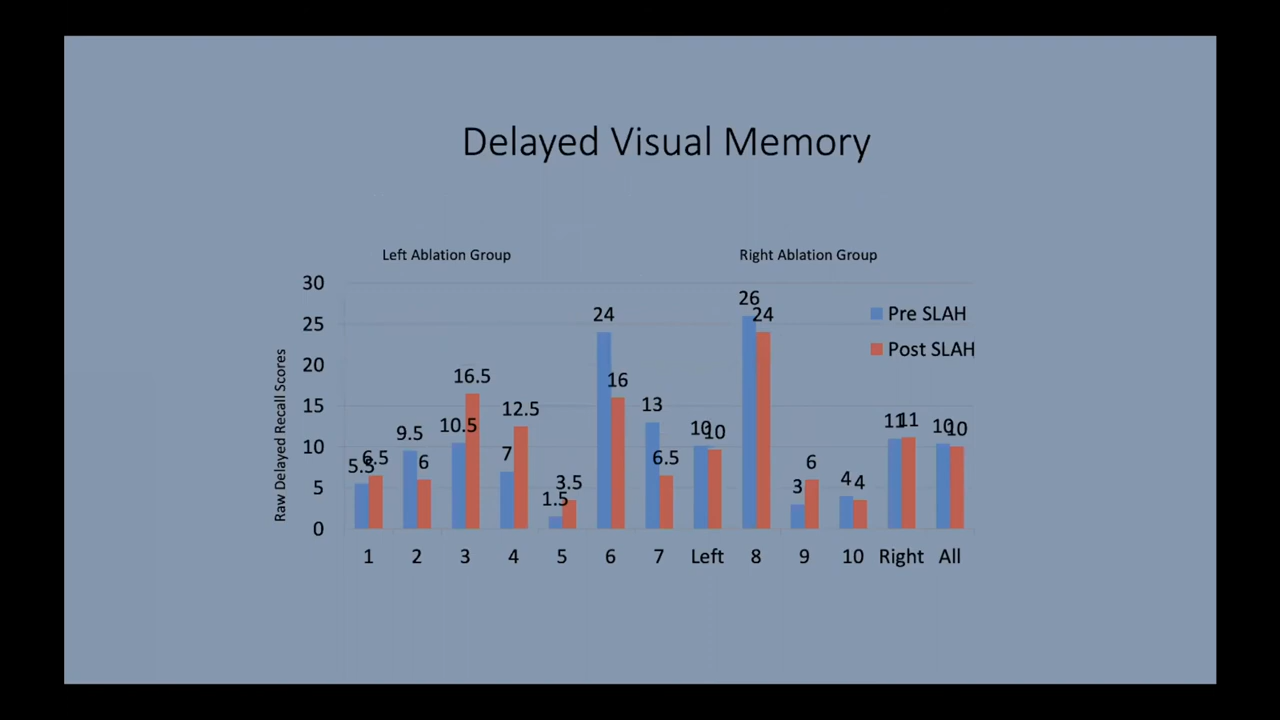 Delayed Visual Memory
Left Ablation Group
Right Ablation Group
Pre SLAH
Post SLAH
Raw Delayed Recall Scores
30
25
20
15
10
5
0
5.5 6.5 9.5 6 10.5 16.5 7 12.5 1.5 3.5 24 16 13 6.5 10 10 26 24 3 6 4 4 11 11 10 10
1 2 3 4 5 6 7 Left 8 9 10 Right All